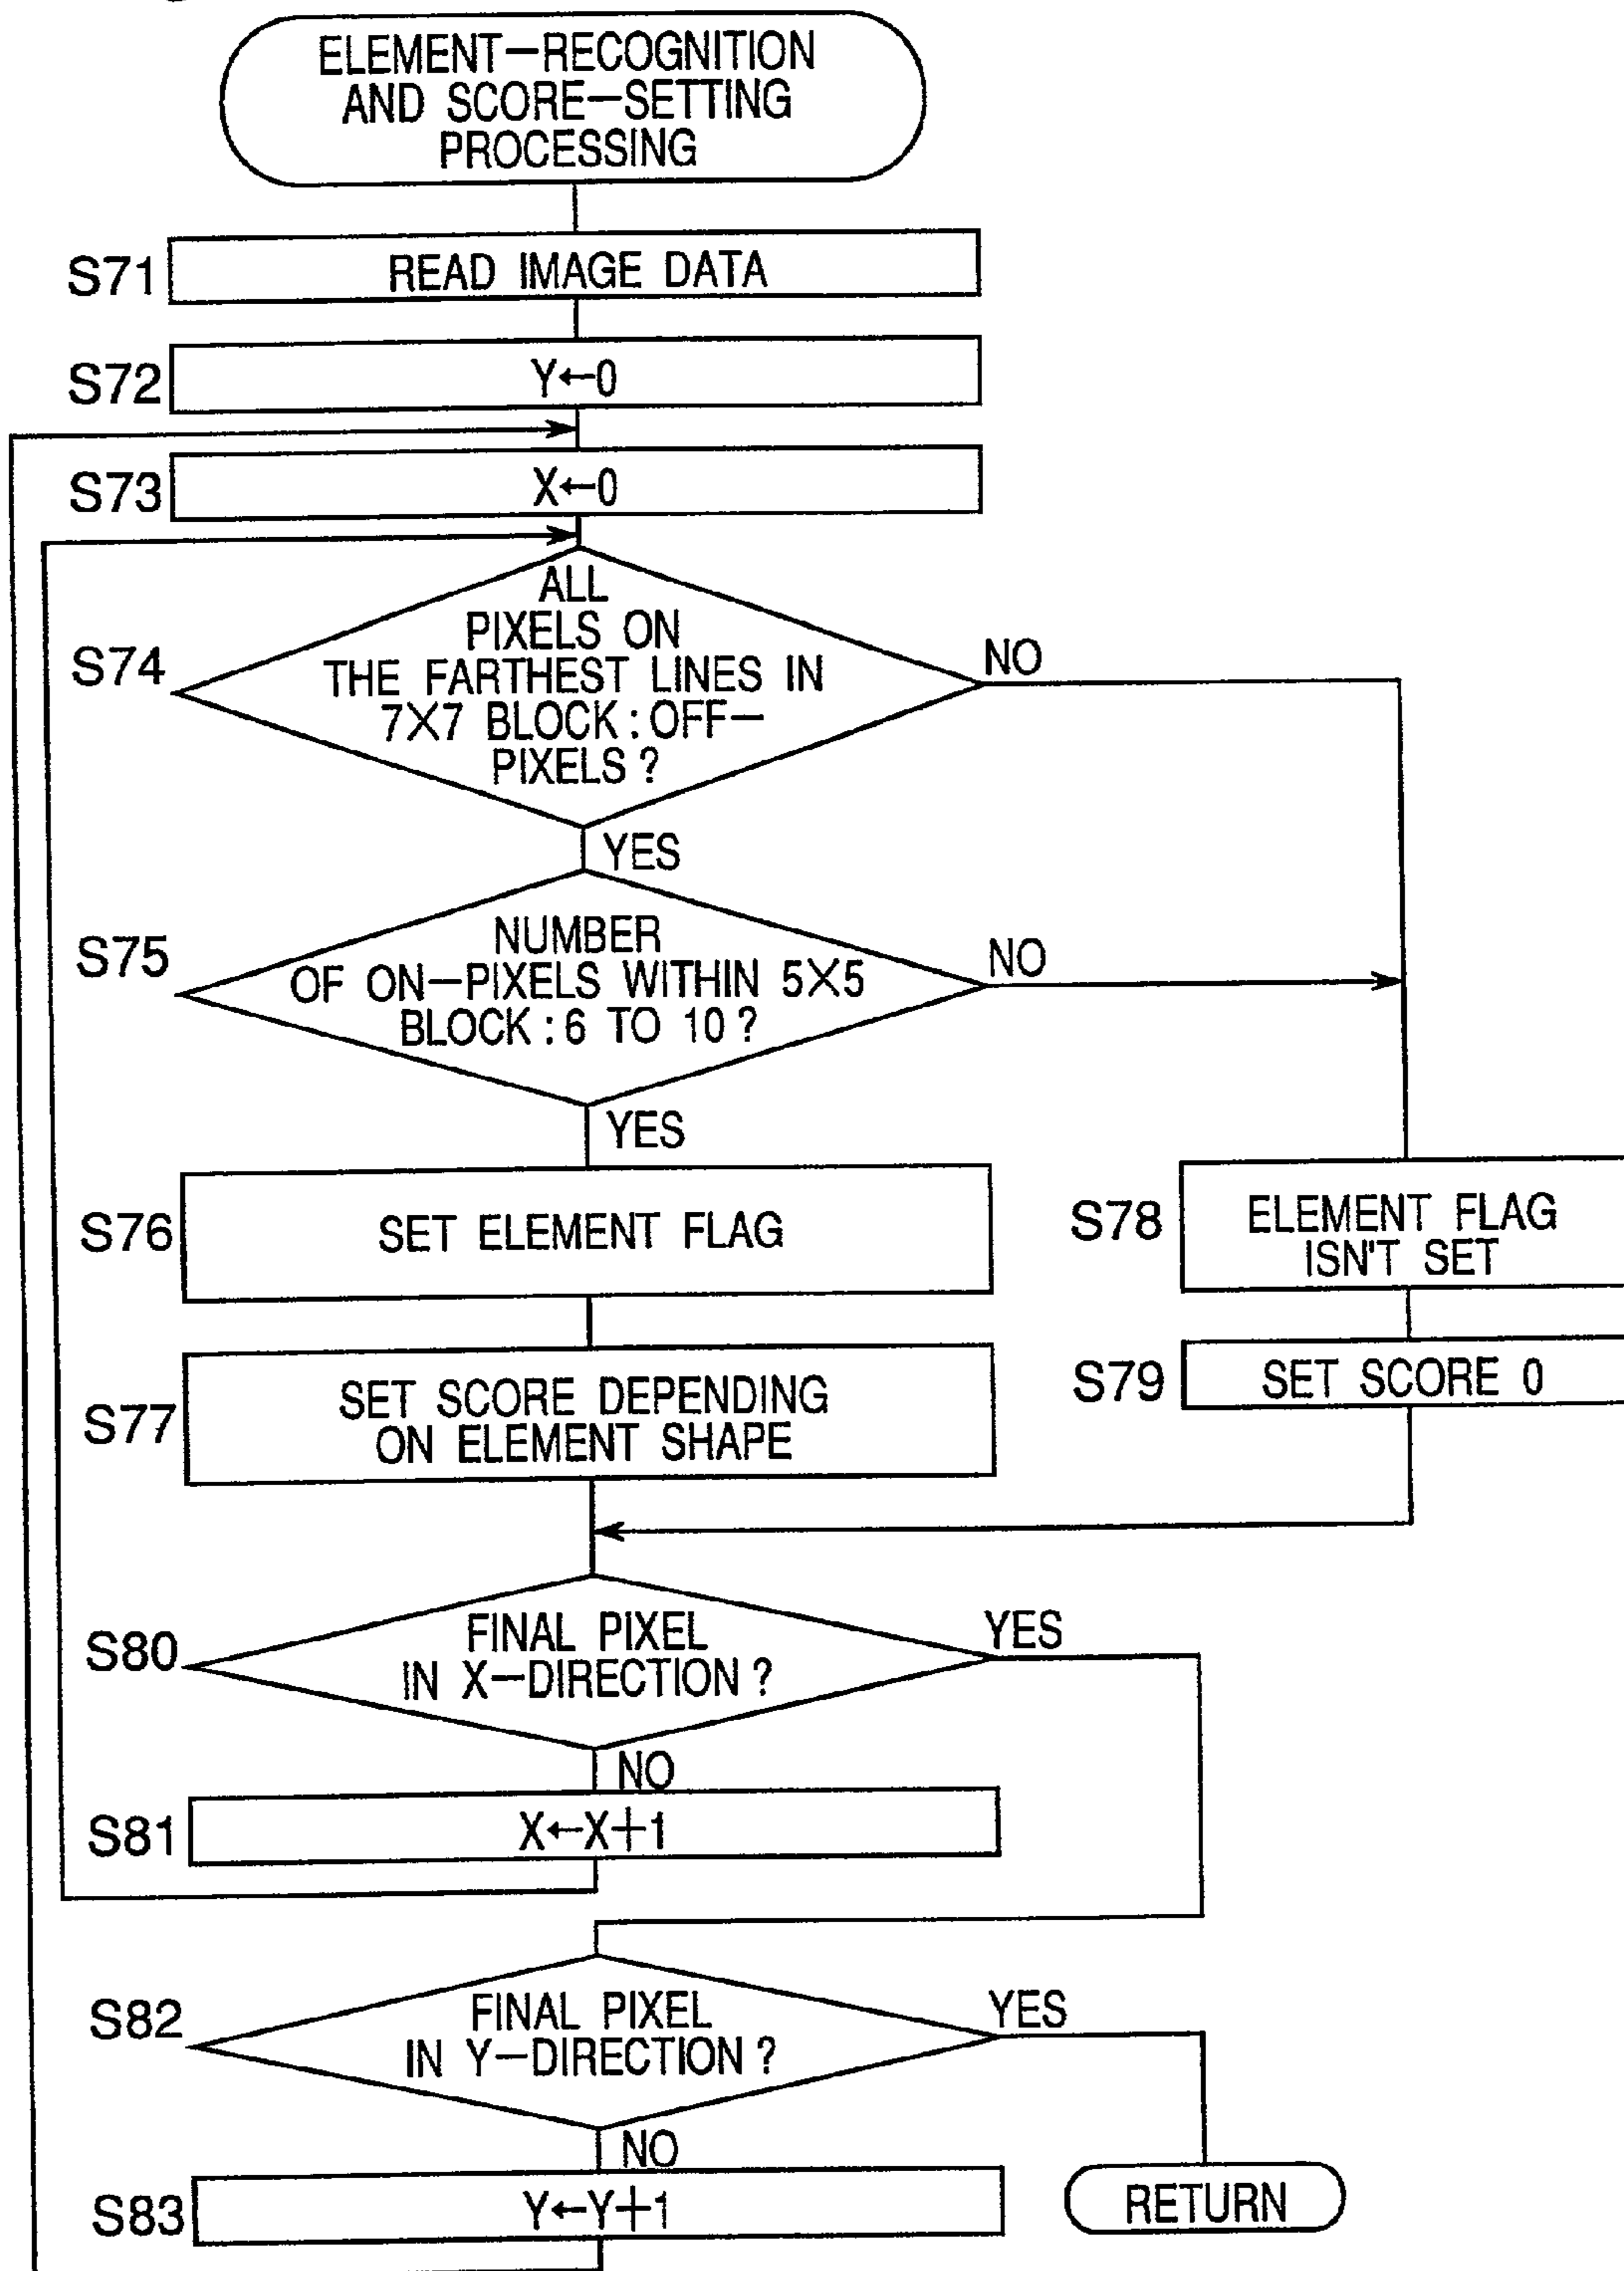 ELEMENT-RECOGNITION
AND SCORE-SETTING
PROCESSING
S71
READ IMAGE DATA
S72
Y←0
S73
X←0
S74
ALL
PIXELS ON
THE FARTHEST LINES IN
7×7 BLOCK:OFF-
PIXELS?
NO
YES
S75
NUMBER
OF ON-PIXELS WITHIN 5×5
BLOCK:6 TO 10?
NO
YES
S76
SET ELEMENT FLAG
S78
ELEMENT FLAG
ISN'T SET
S77
SET SCORE DEPENDING
ON ELEMENT SHAPE
S79
SET SCORE 0
S80
FINAL PIXEL
IN X-DIRECTION?
YES
NO
S81
X←X+1
S82
FINAL PIXEL
IN Y-DIRECTION?
YES
NO
S83
Y←Y+1
RETURN